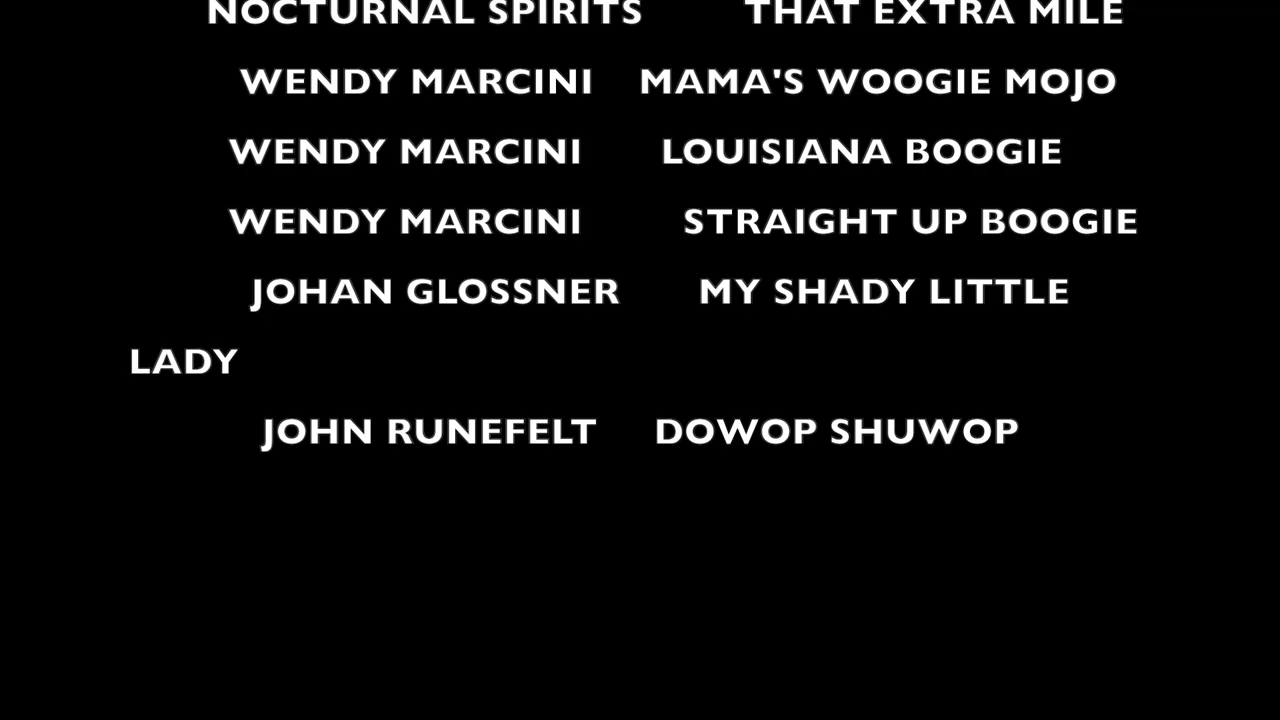 NOCTURNAL SPIRITS THAT EXTRA MILE
WENDY MARCINI MAMA'S WOOGIE MOJO
WENDY MARCINI LOUISIANA BOOGIE
WENDY MARCINI STRAIGHT UP BOOGIE
JOHAN GLOSSNER MY SHADY LITTLE
LADY
JOHN RUNEFELT DOWOP SHUWOP